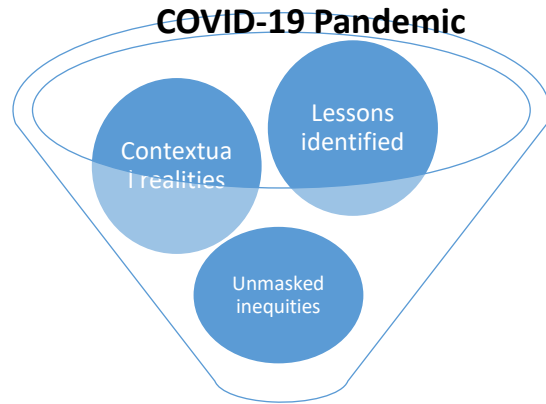 COVID-19 Pandemic
Lessons
identified
Contextua
l realities
Unmasked
inequities